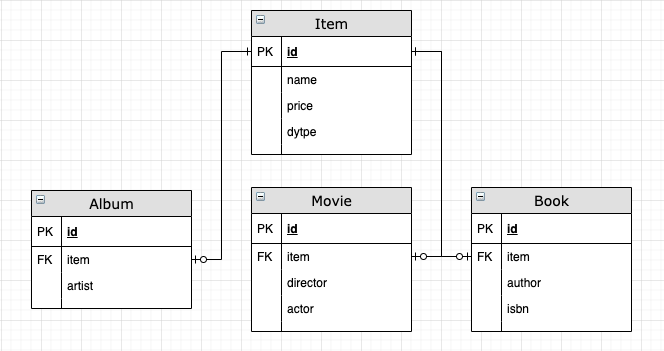 Item
PK id
name
price
dytpe
Album
PK id
FK item
artist
Movie
PK id
FK item
director
actor
Book
PK id
FK item
author
isbn